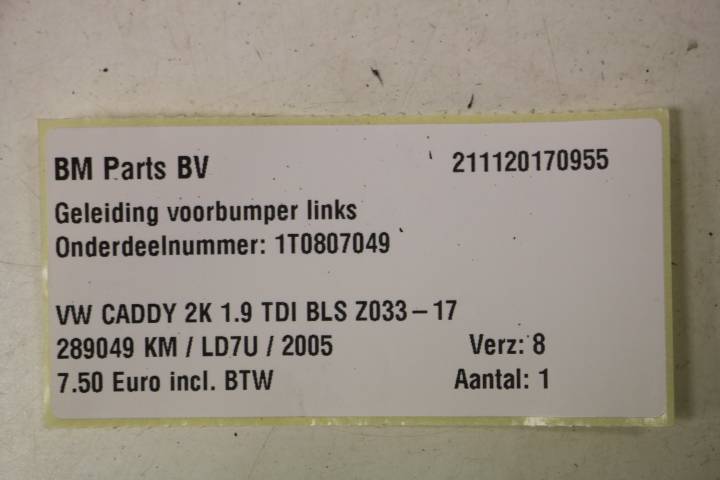 BM Parts BV 211120170955
Geleiding voorbumper links
Onderdeelnummer: 1T0807049
VW CADDY 2K 1.9 TDI BLS Z033-17
289049 KM / LD7U / 2005 Verz: 8
7.50 Euro incl. BTW Aantal: 1